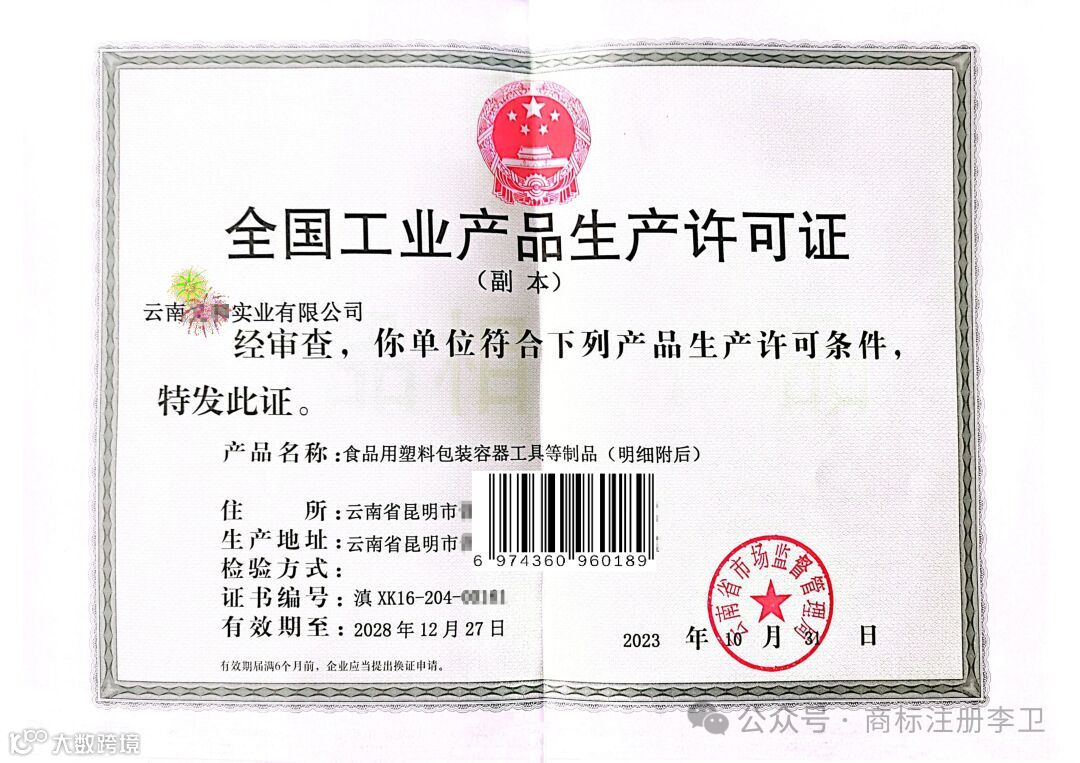 全国工业产品生产许可证
（副 本）
云南 实业有限公司
经审查，你单位符合下列产品生产许可条件，
特发此证。
产品名称：食品用塑料包装容器工具等制品（明细附后）
住 所：云南省昆明市
生产地址：云南省昆明市
检验方式：
证书编号：滇 XK16-204-
有效期至：2028 年 12 月 27 日
有效期届满6个月前，企业应当提出换证申请。
6 974360 960189
云南省市场监督管理局
2023 年 10 月 31 日
公众号 · 商标注册李卫
大数跨境